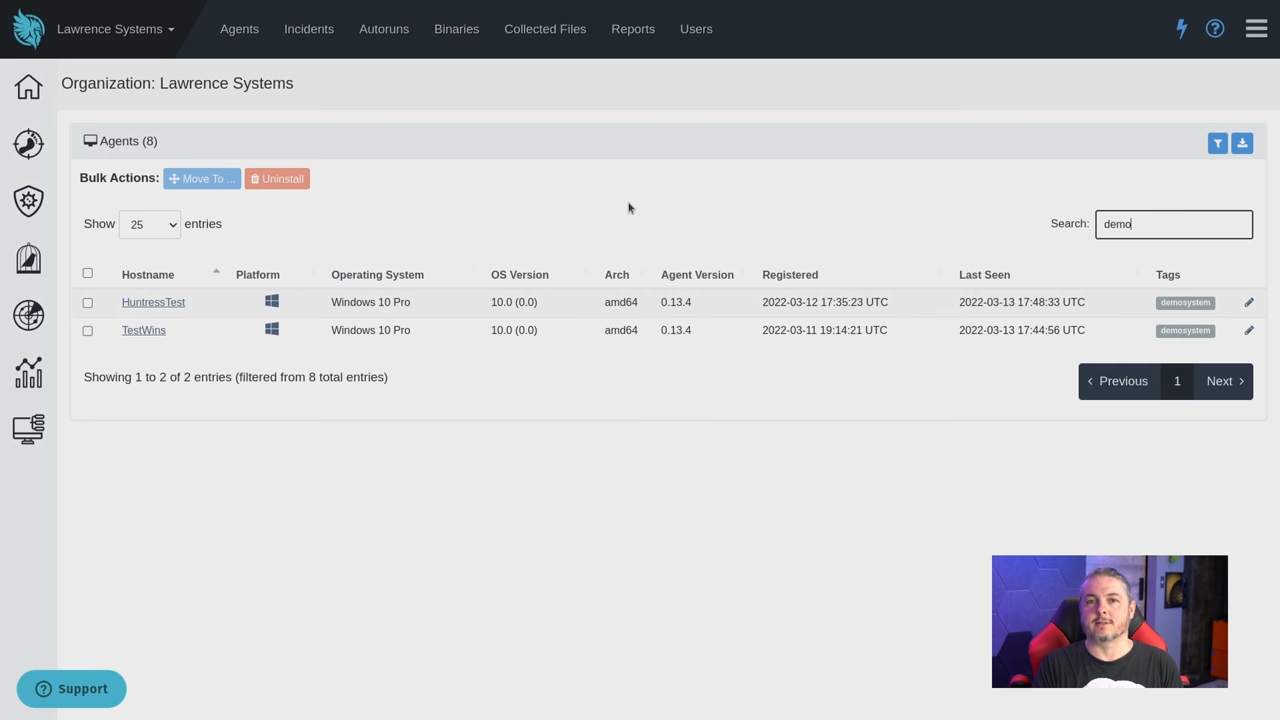 Lawrence Systems Agents Incidents Autoruns Binaries Collected Files Reports Users
Organization: Lawrence Systems
Agents (8)
Bulk Actions: Move To ... Uninstall
Show 25 entries Search: demo
Hostname Platform Operating System OS Version Arch Agent Version Registered Last Seen Tags
HuntressTest Windows 10 Pro 10.0 (0.0) amd64 0.13.4 2022-03-12 17:35:23 UTC 2022-03-13 17:48:33 UTC demosystem
TestWins Windows 10 Pro 10.0 (0.0) amd64 0.13.4 2022-03-11 19:14:21 UTC 2022-03-13 17:44:56 UTC demosystem
Showing 1 to 2 of 2 entries (filtered from 8 total entries) Previous 1 Next
Support